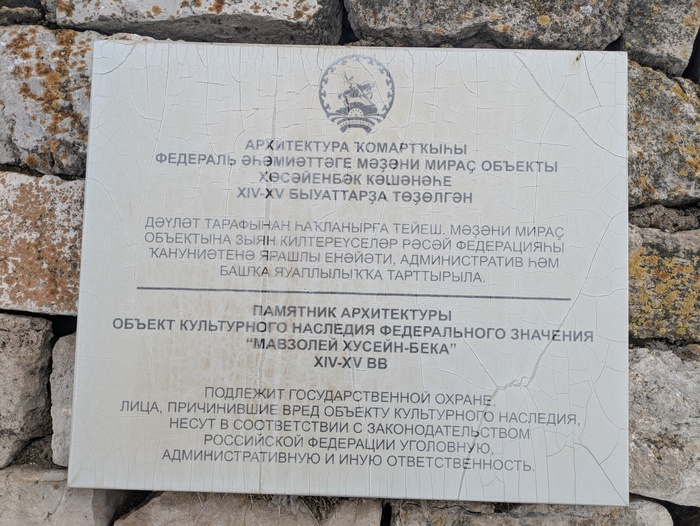 АРХИТЕКТУРА ҠОМАРТҠЫҺЫ
ФЕДЕРАЛЬ ӘҺӘМИӘТТӘГЕ МӘҘӘНИ МИРАҪ ОБЪЕКТЫ
ХӨСӘЙЕНБӘК КӘШӘНӘҺЕ
XIV-XV БЫУАТТАРҘА ТӨҘӨЛГӘН
ДӘҮЛӘТ ТАРАФЫНАН ҺАҠЛАНЫРҒА ТЕЙЕШ. МӘҘӘНИ МИРАҪ
ОБЪЕКТЫНА ЗЫЯН КИЛТЕРЕҮСЕЛӘР РӘСӘЙ ФЕДЕРАЦИЯҺЫ
ҠАНУНИӘТЕНӘ ЯРАШЛЫ ЕНӘЙӘТИ, АДМИНИСТРАТИВ ҺӘМ
БАШҠА ЯУАПЛЫЛЫҠҠА ТАРТТЫРЫЛА.
ПАМЯТНИК АРХИТЕКТУРЫ
ОБЪЕКТ КУЛЬТУРНОГО НАСЛЕДИЯ ФЕДЕРАЛЬНОГО ЗНАЧЕНИЯ
“МАВЗОЛЕЙ ХУСЕЙН-БЕКА”
XIV-XV ВВ
ПОДЛЕЖИТ ГОСУДАРСТВЕННОЙ ОХРАНЕ.
ЛИЦА, ПРИЧИНИВШИЕ ВРЕД ОБЪЕКТУ КУЛЬТУРНОГО НАСЛЕДИЯ,
НЕСУТ В СООТВЕТСТВИИ С ЗАКОНОДАТЕЛЬСТВОМ
РОССИЙСКОЙ ФЕДЕРАЦИИ УГОЛОВНУЮ,
АДМИНИСТРАТИВНУЮ И ИНУЮ ОТВЕТСТВЕННОСТЬ.